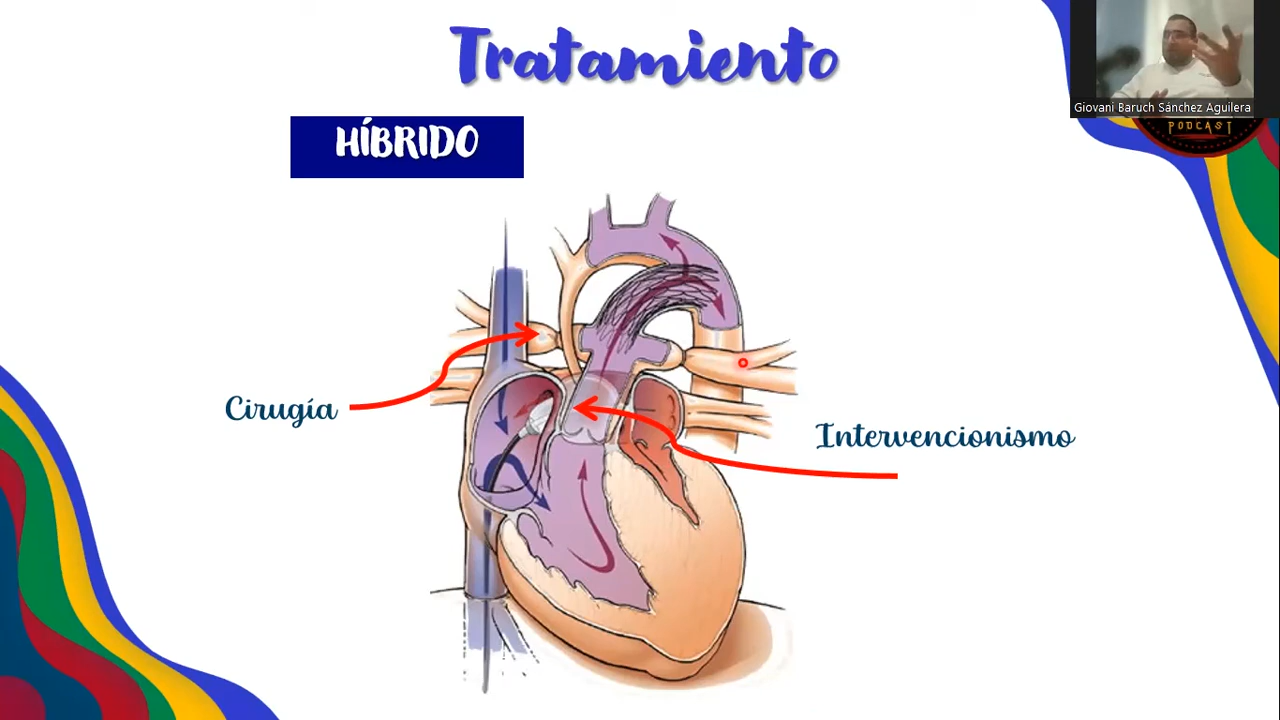 Tratamiento
Giovani Baruch Sánchez Aguilera
PODCAST
HÍBRIDO
Cirugía
Intervencionismo